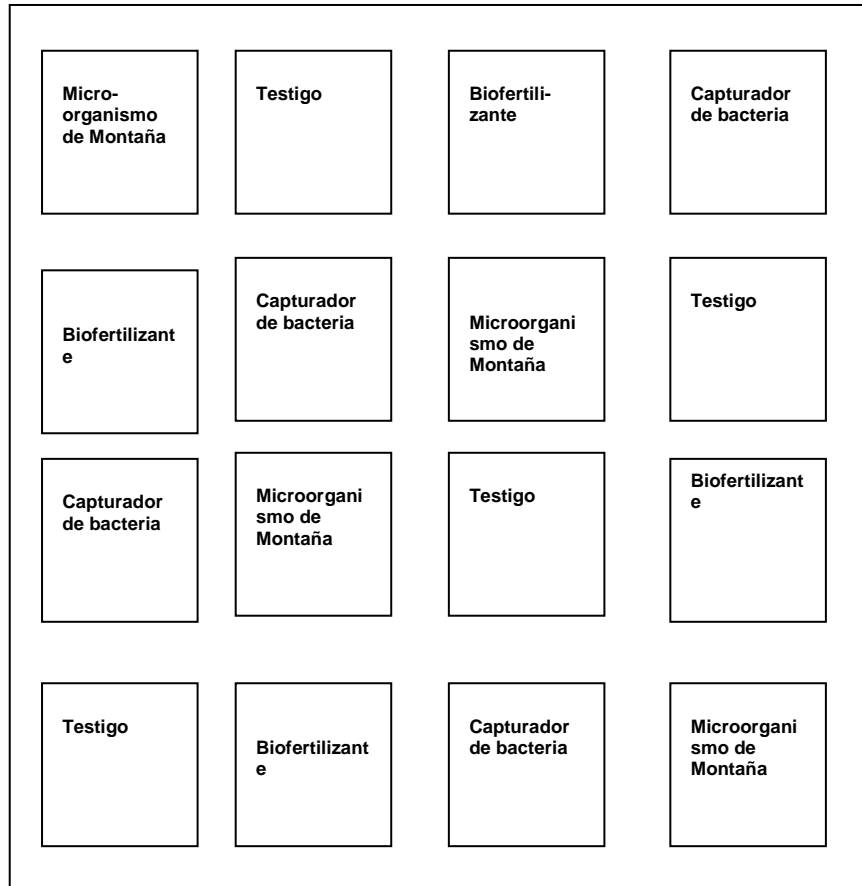 Micro-
organismo
de Montaña
Testigo
Biofertili-
zante
Capturador
de bacteria
Biofertilizant
e
Capturador
de bacteria
Microorgani
smo de
Montaña
Testigo
Capturador
de bacteria
Microorgani
smo de
Montaña
Testigo
Biofertilizant
e
Testigo
Biofertilizant
e
Capturador
de bacteria
Microorgani
smo de
Montaña